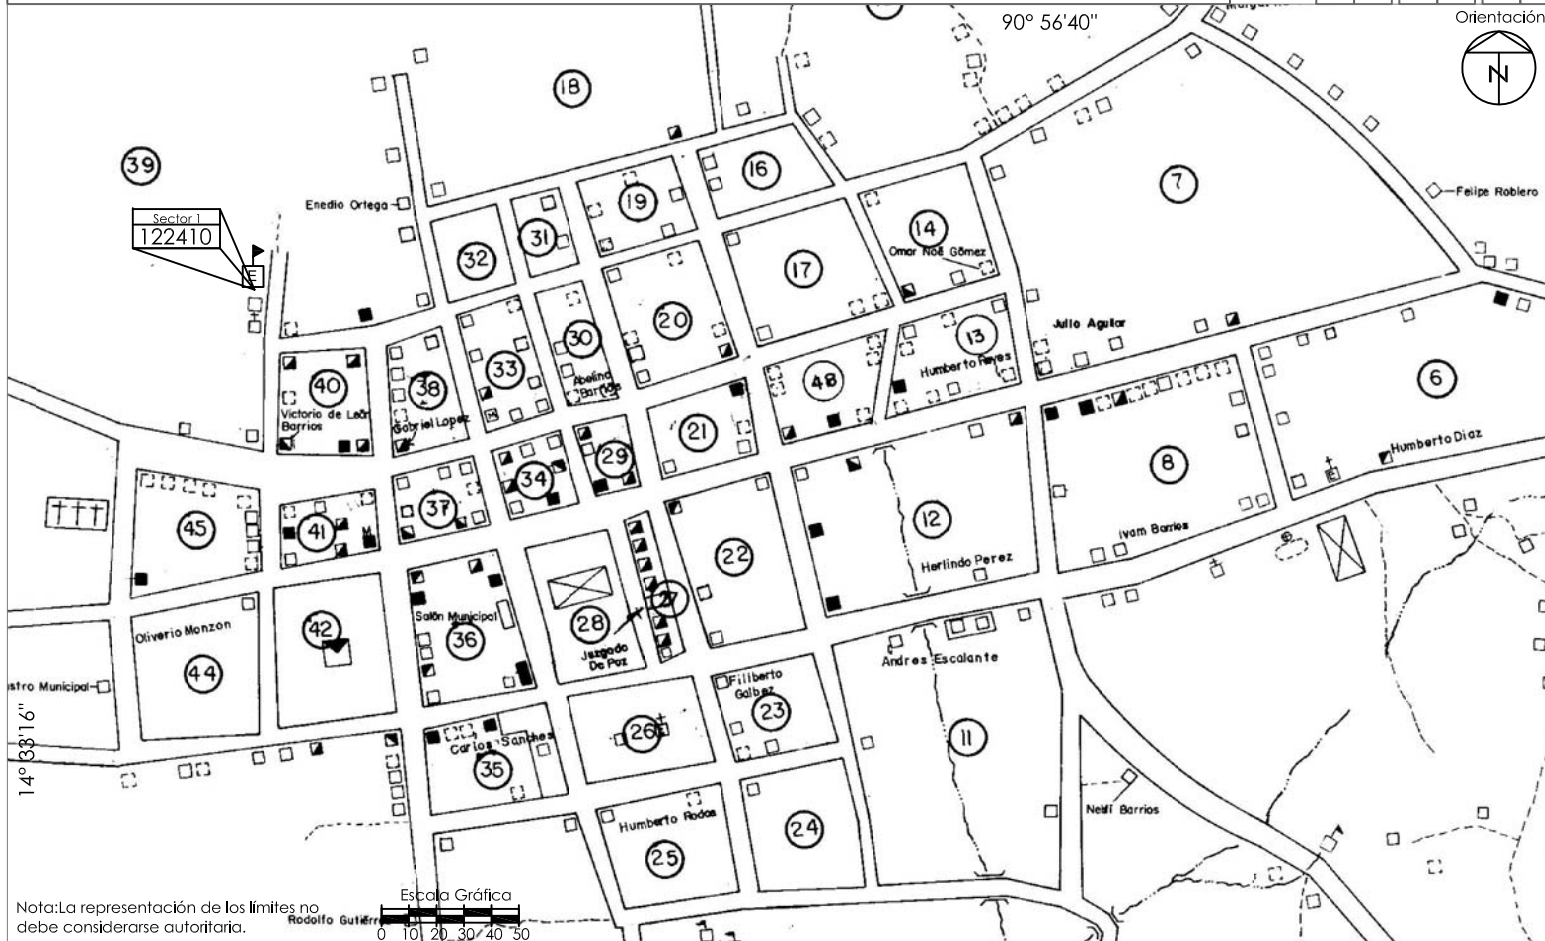 90° 56'40"
Orientación
N
18
39
16
19
7
Enedio Ortega
Felipe Roblero
Sector 1
122410
E
31
32
14
Omar Noé Gómez
17
20
30
33
Julio Aguilar
13
Humberto Reyes
40
38
48
6
Abelino
Barrios
Victorio de León
Barrios
Gabriel Lopez
M
21
29
34
8
Humberto Diaz
E
45
41
M
37
12
22
Ivam Barrios
Herlindo Perez
27
28
Juzgado
De Paz
Salón Municipal
36
42
Oliverio Monzon
44
Andres Escalante
Filiberto
Galbez
23
26
11
Carlos Sanches
35
14° 33'16"
Nelfi Barrios
Humberto Rodas
24
25
Nota:La representación de los límites no
debe considerarse autoritaria.
Escala Gráfica
0 10 20 30 40 50